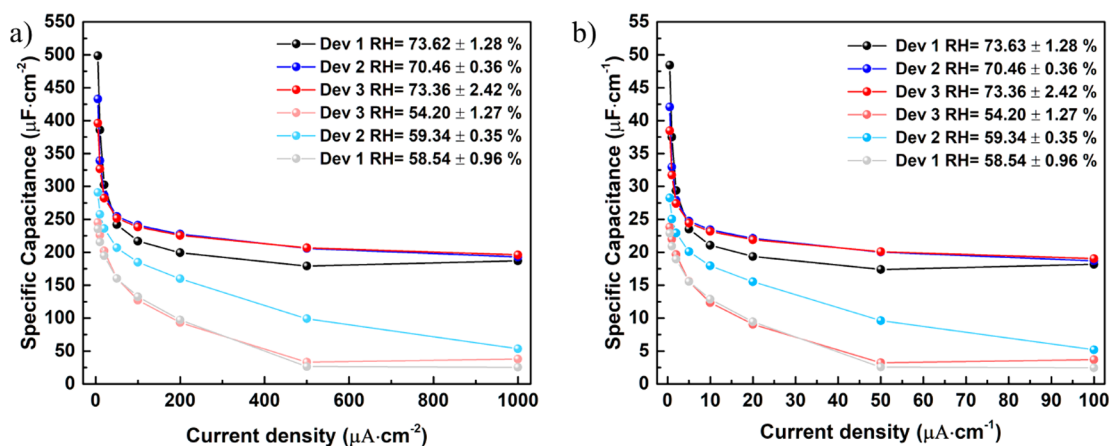 a)
Specific Capacitance (µF·cm⁻²)
550
500
450
400
350
300
250
200
150
100
50
0
Dev 1 RH= 73.62 ± 1.28 %
Dev 2 RH= 70.46 ± 0.36 %
Dev 3 RH= 73.36 ± 2.42 %
Dev 3 RH= 54.20 ± 1.27 %
Dev 2 RH= 59.34 ± 0.35 %
Dev 1 RH= 58.54 ± 0.96 %
0 200 400 600 800 1000
Current density (µA·cm⁻²)
b)
Specific Capacitance (µF·cm⁻¹)
55
50
45
40
35
30
25
20
15
10
5
0
Dev 1 RH= 73.63 ± 1.28 %
Dev 2 RH= 70.46 ± 0.36 %
Dev 3 RH= 73.36 ± 2.42 %
Dev 3 RH= 54.20 ± 1.27 %
Dev 2 RH= 59.34 ± 0.35 %
Dev 1 RH= 58.54 ± 0.96 %
0 10 20 30 40 50 60 70 80 90 100
Current density (µA·cm⁻¹)